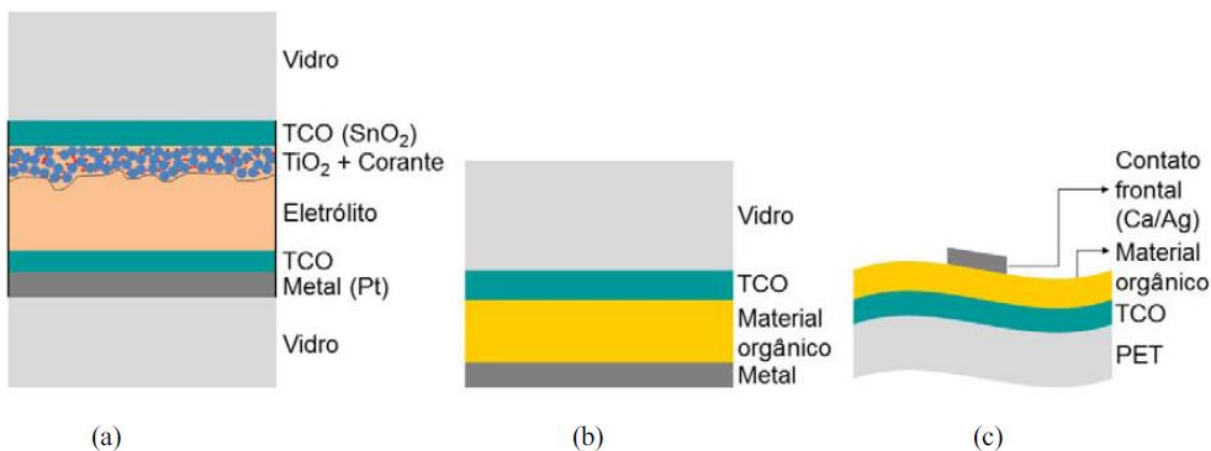 Vidro
TCO (SnO₂)
TiO₂ + Corante
Eletrólito
TCO
Metal (Pt)
Vidro
(a)
Vidro
TCO
Material
orgânico
Metal
(b)
Contato
frontal
(Ca/Ag)
Material
orgânico
TCO
PET
(c)